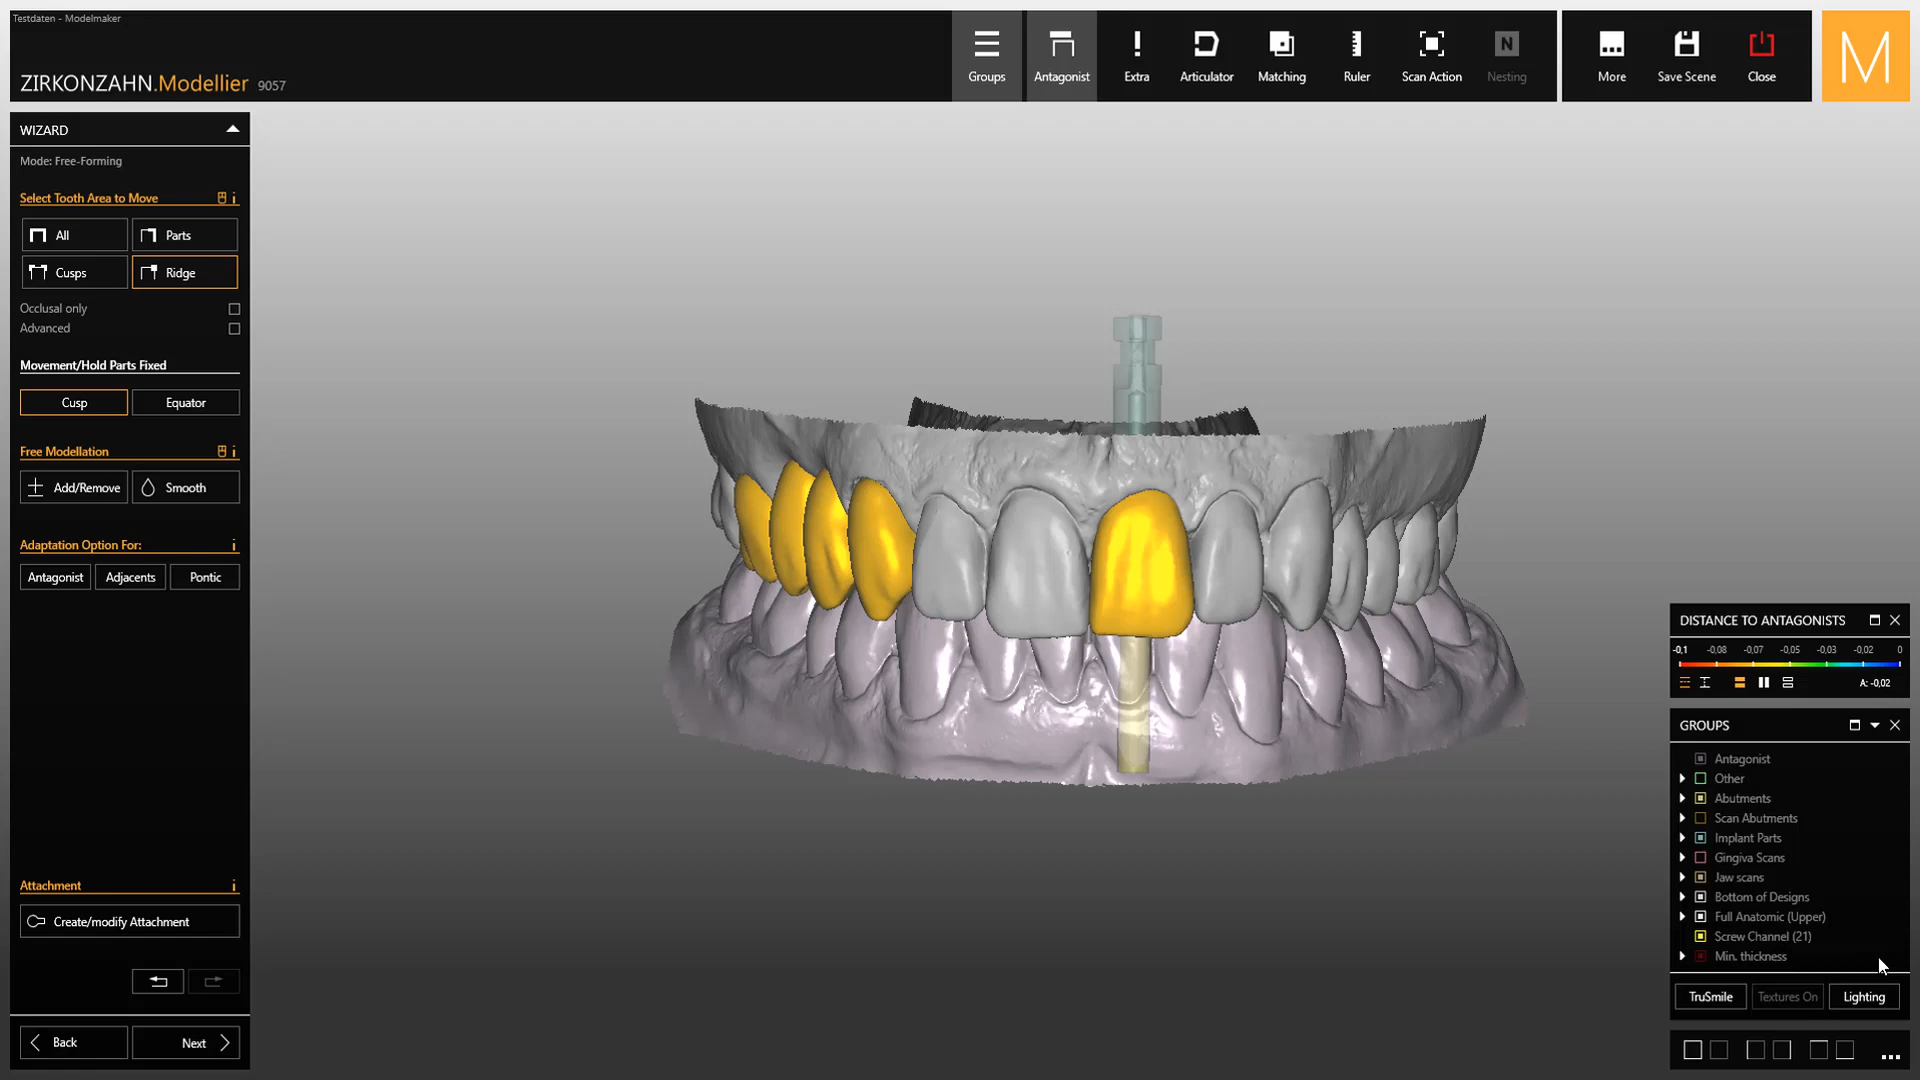 Testdaten - Modelmaker
ZIRKONZAHN.Modellier 9057
Groups
Antagonist
Extra
Articulator
Matching
Ruler
Scan Action
N
Nesting
More
Save Scene
Close
M
WIZARD
Mode: Free-Forming
Select Tooth Area to Move
All
Parts
Cusps
Ridge
Occlusal only
Advanced
Movement/Hold Parts Fixed
Cusp
Equator
Free Modellation
Add/Remove
Smooth
Adaptation Option For:
Antagonist
Adjacents
Pontic
Attachment
Create/modify Attachment
Back
Next
DISTANCE TO ANTAGONISTS
-0,1 -0,08 -0,07 -0,05 -0,03 -0,02 0
A: -0,02
GROUPS
Antagonist
Other
Abutments
Scan Abutments
Implant Parts
Gingiva Scans
Jaw scans
Bottom of Designs
Full Anatomic (Upper)
Screw Channel (21)
Min. thickness
TruSmile
Textures On
Lighting